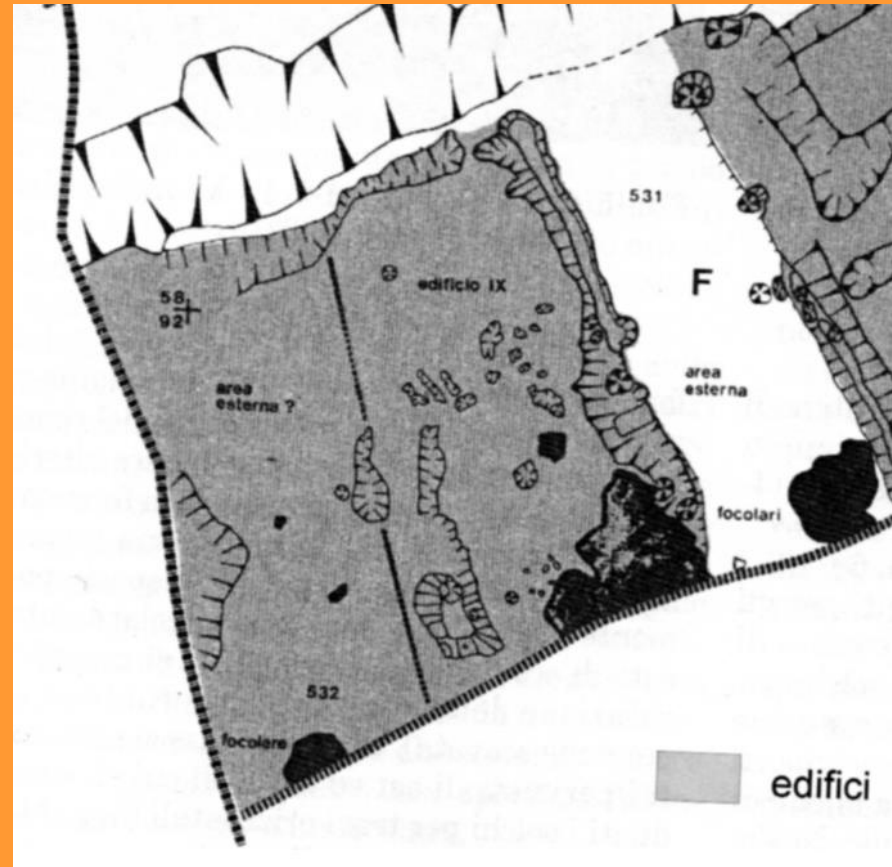 531
F
58
92
edificio IX
area
esterna ?
area
esterna
focolari
532
focolare
edifici